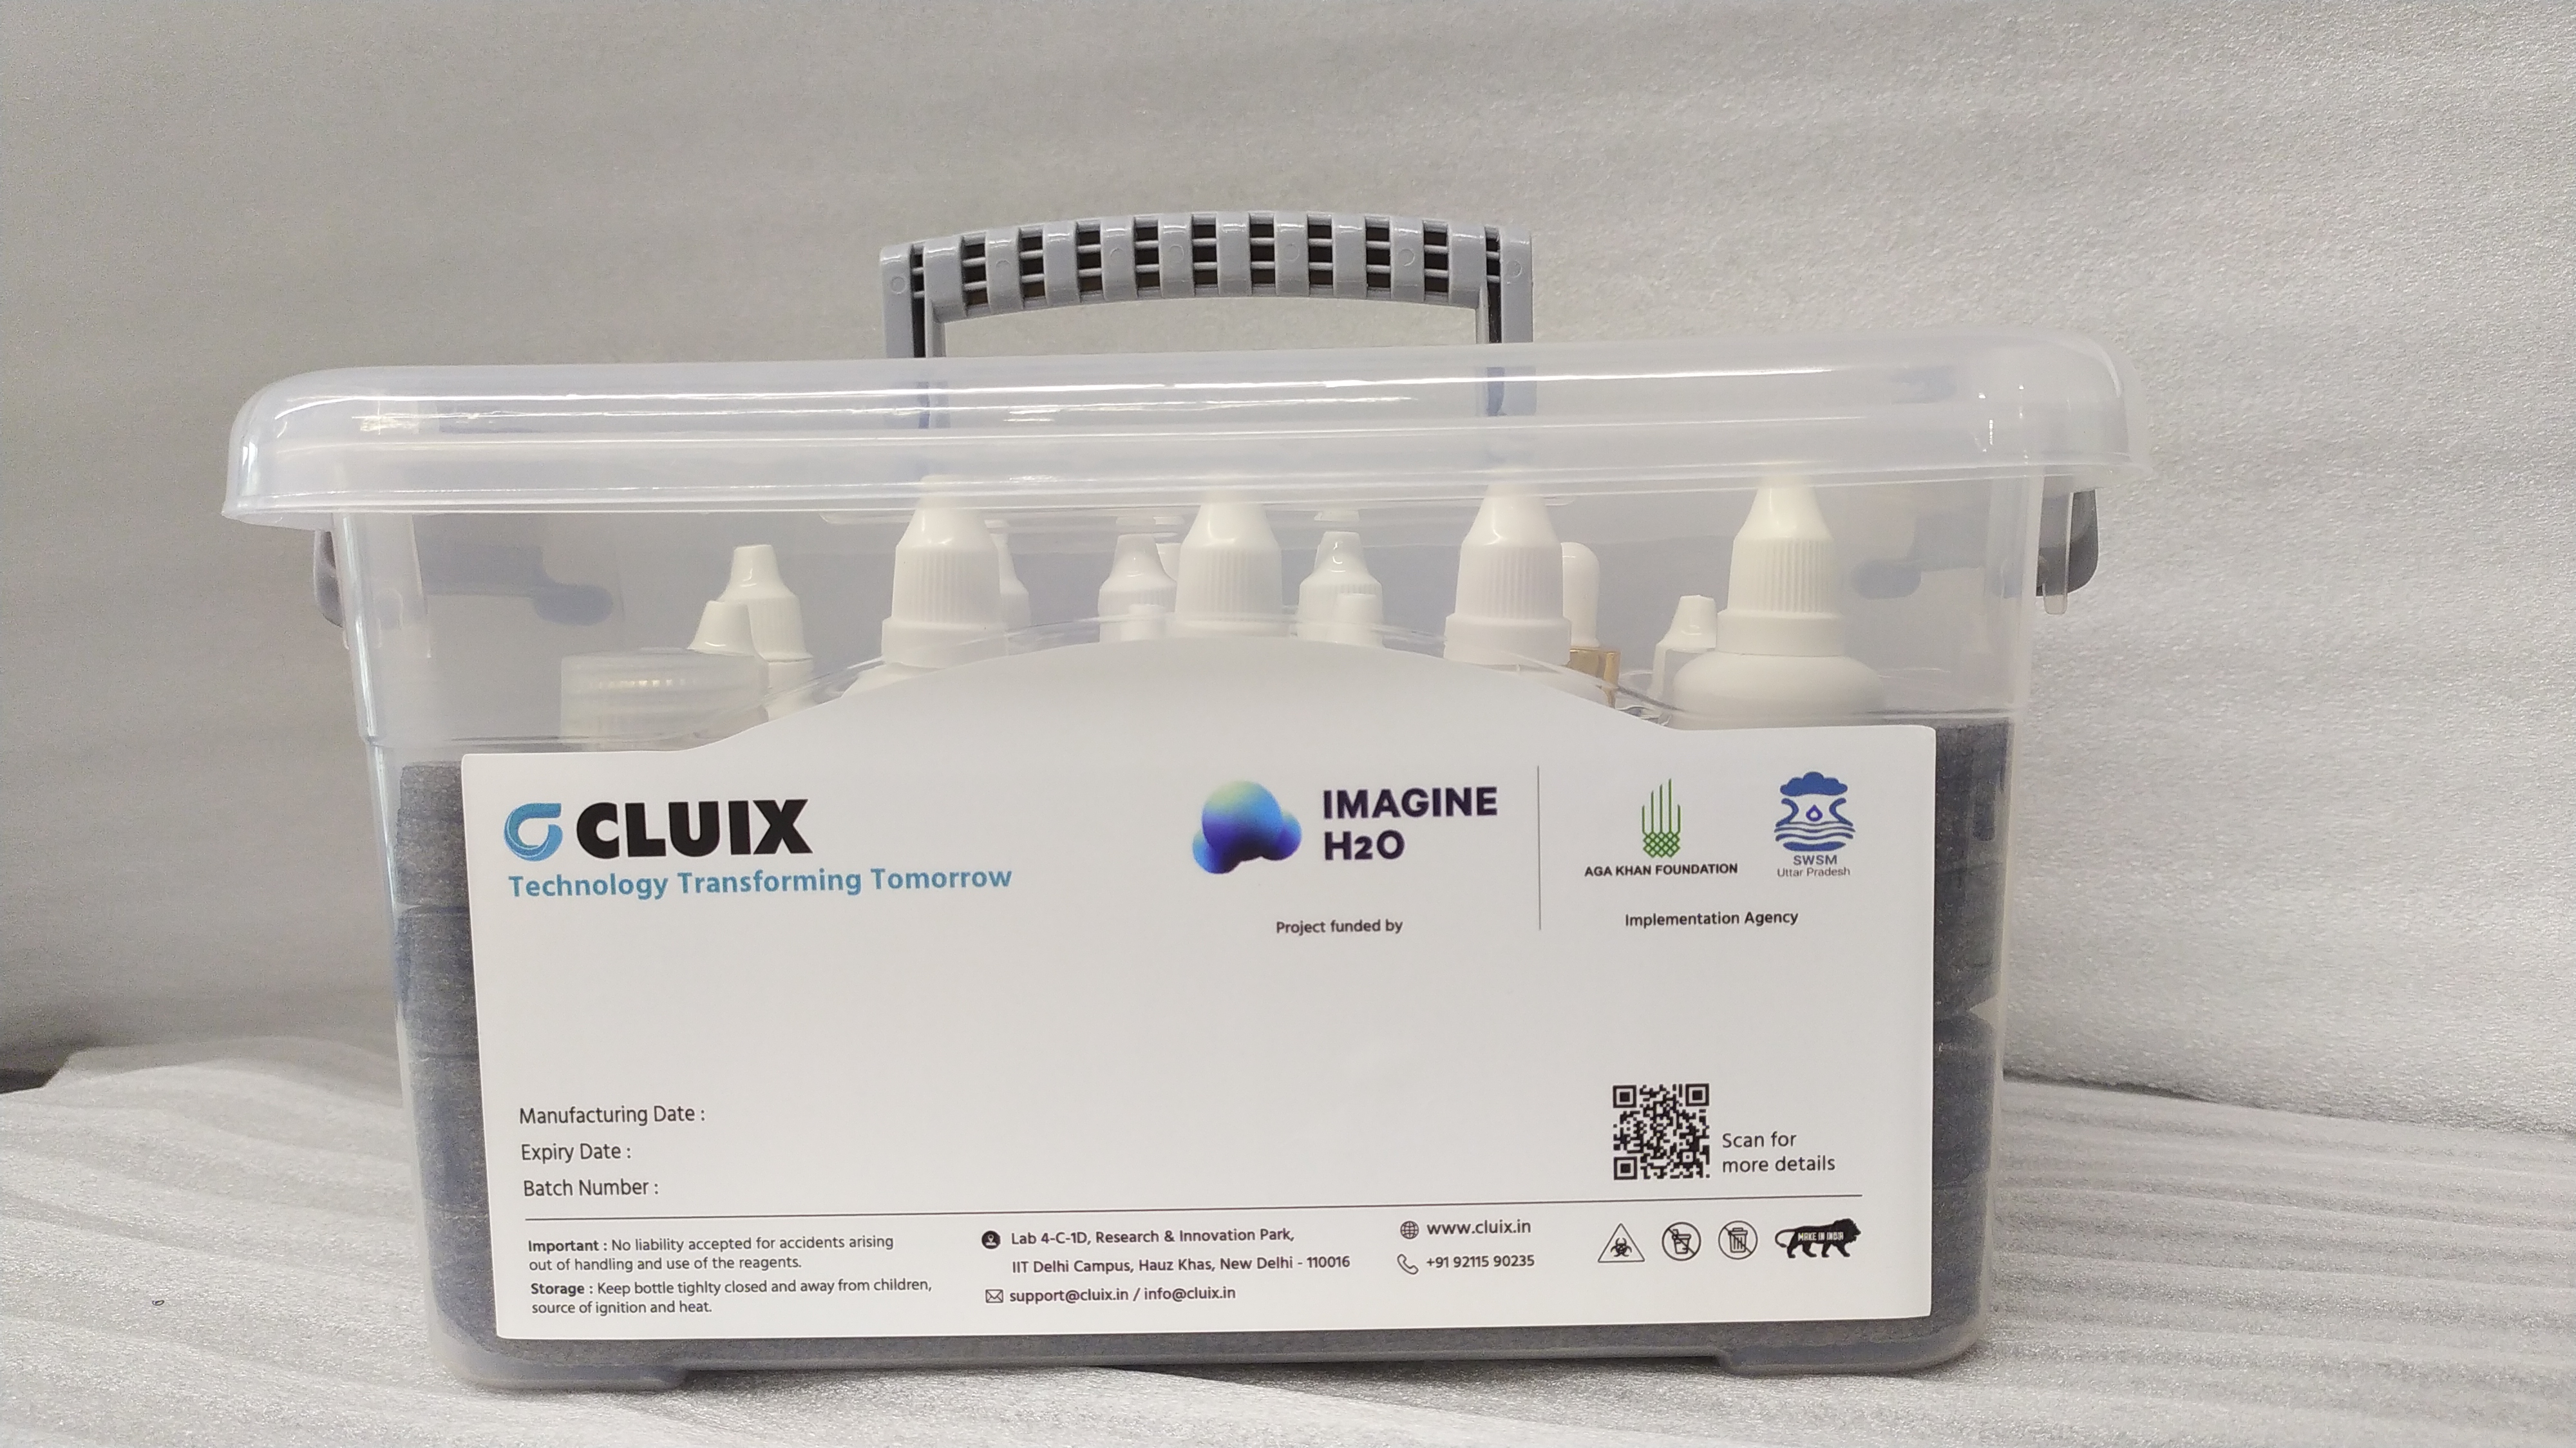 CLUIX
Technology Transforming Tomorrow
IMAGINE
H2O
Project funded by
AGA KHAN FOUNDATION
SWSM
Uttar Pradesh
Implementation Agency
Manufacturing Date :
Expiry Date :
Batch Number :
Scan for
more details
Important : No liability accepted for accidents arising
out of handling and use of the reagents.
Storage : Keep bottle tighlty closed and away from children,
source of ignition and heat.
Lab 4-C-1D, Research & Innovation Park,
IIT Delhi Campus, Hauz Khas, New Delhi - 110016
support@cluix.in / info@cluix.in
www.cluix.in
+91 92115 90235
MAKE IN INDIA